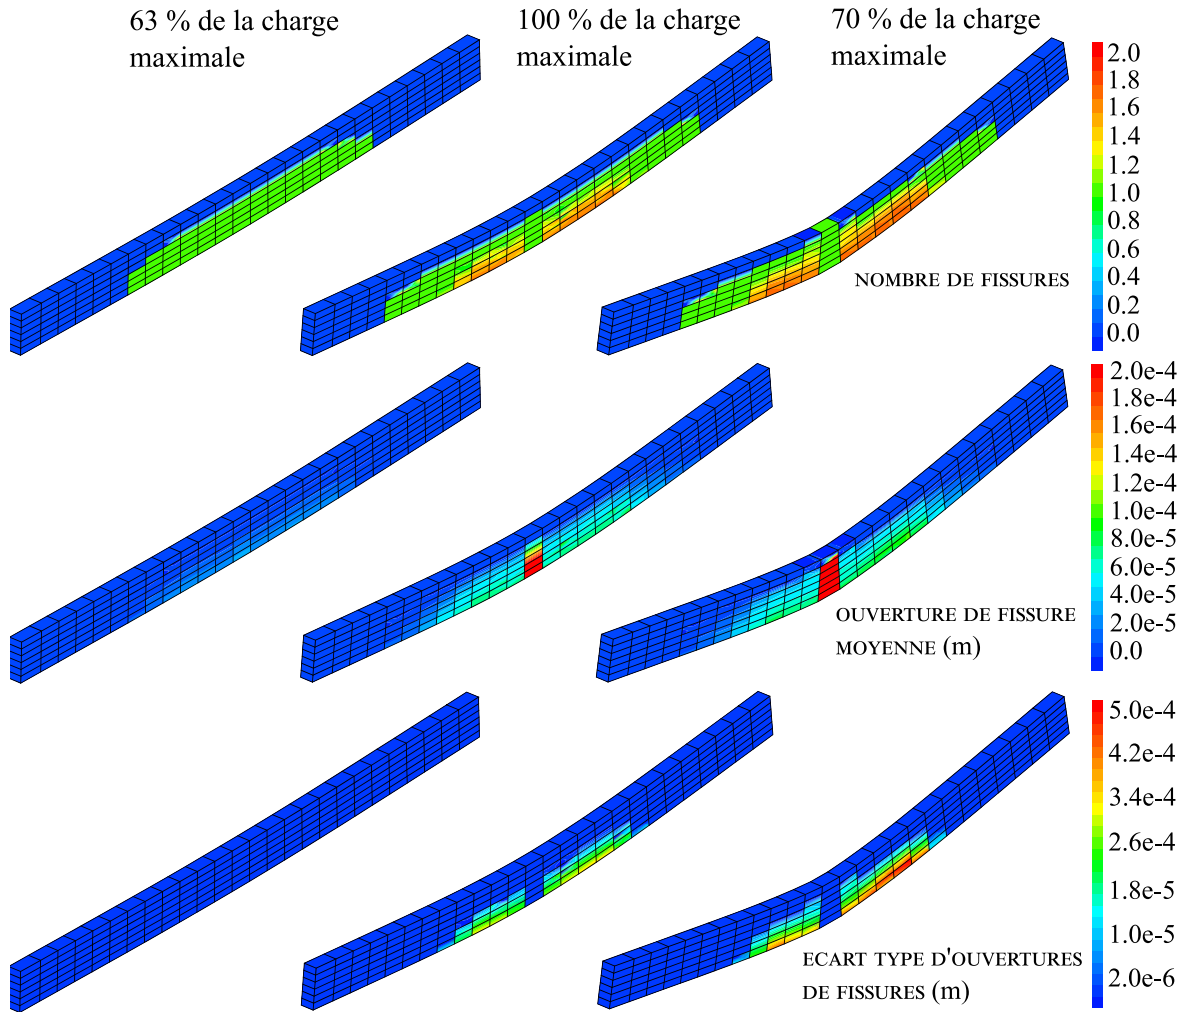 63 % de la charge
maximale
100 % de la charge
maximale
70 % de la charge
maximale
2.0
1.8
1.6
1.4
1.2
1.0
0.8
0.6
0.4
0.2
0.0
NOMBRE DE FISSURES
2.0e-4
1.8e-4
1.6e-4
1.4e-4
1.2e-4
1.0e-4
8.0e-5
6.0e-5
4.0e-5
2.0e-5
0.0
OUVERTURE DE FISSURE
MOYENNE (m)
5.0e-4
4.2e-4
3.4e-4
2.6e-4
1.8e-5
1.0e-5
2.0e-6
ECART TYPE D'OUVERTURES
DE FISSURES (m)